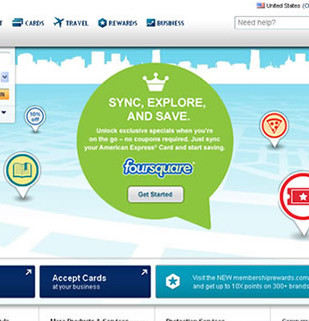 United States (C
CARDS TRAVEL REWARDS BUSINESS
Need help?
10% off
SYNC, EXPLORE,
AND SAVE.
Unlock exclusive specials when you're
on the go – no coupons required. Just sync
your American Express® Card and start saving.
foursquare
Get Started
Accept Cards
at your business
Visit the NEW membershiprewards.com
and get up to 10X points on 300+ brands